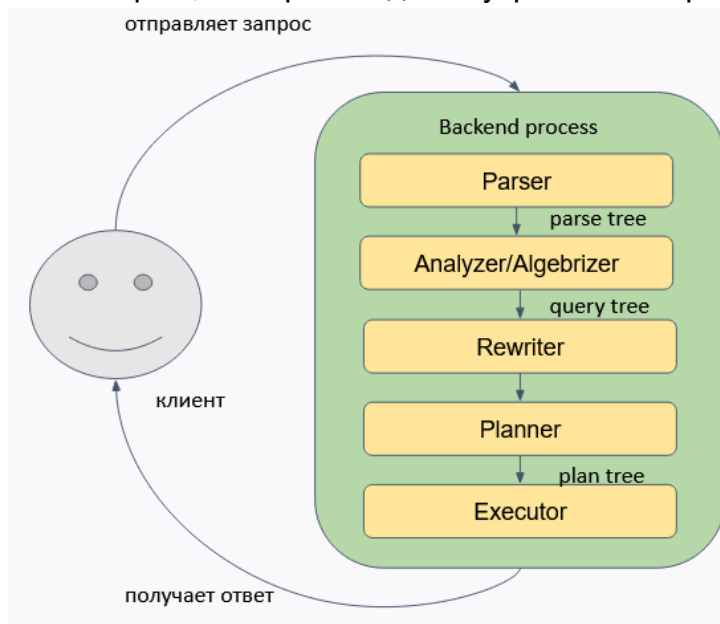 отправляет запрос
Backend process
Parser
parse tree
Analyzer/Algebrizer
query tree
Rewriter
Planner
plan tree
Executor
клиент
получает ответ